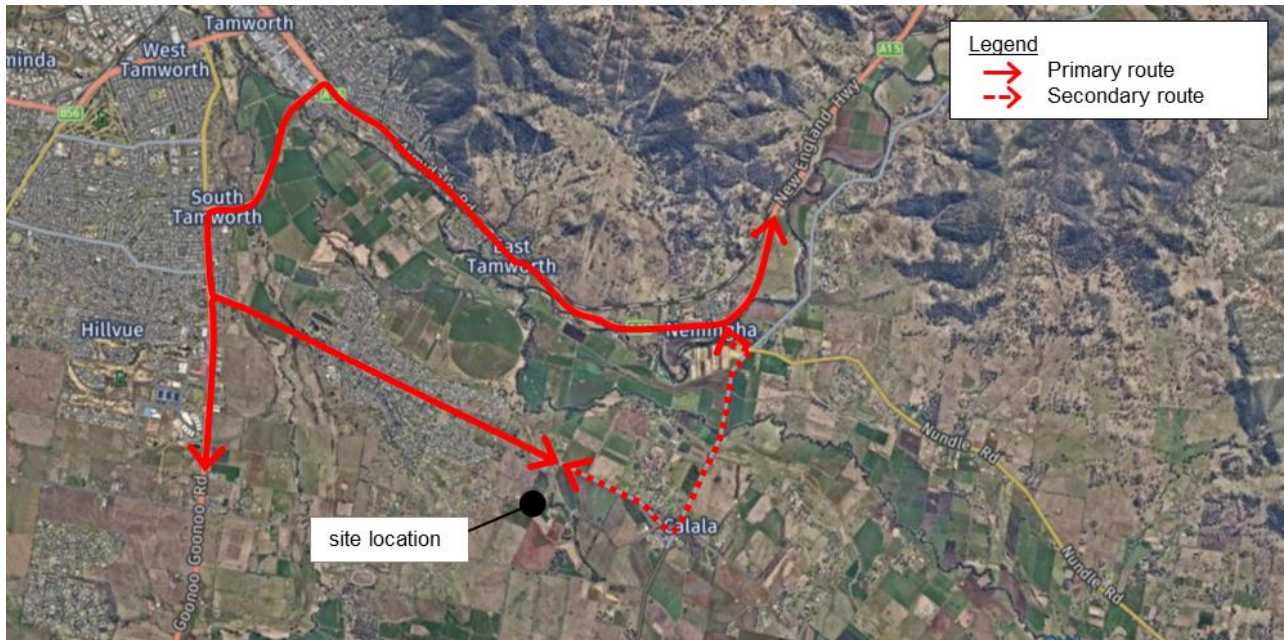 Tamworth
West
Tamworth
minda
B56
A15
Legend
Primary route
Secondary route
New England Hwy
South
Tamworth
East
Tamworth
Hillvue
Nemingha
Nundle Rd
Goonoo Goonoo Rd
site location
Calala
Nundle Rd